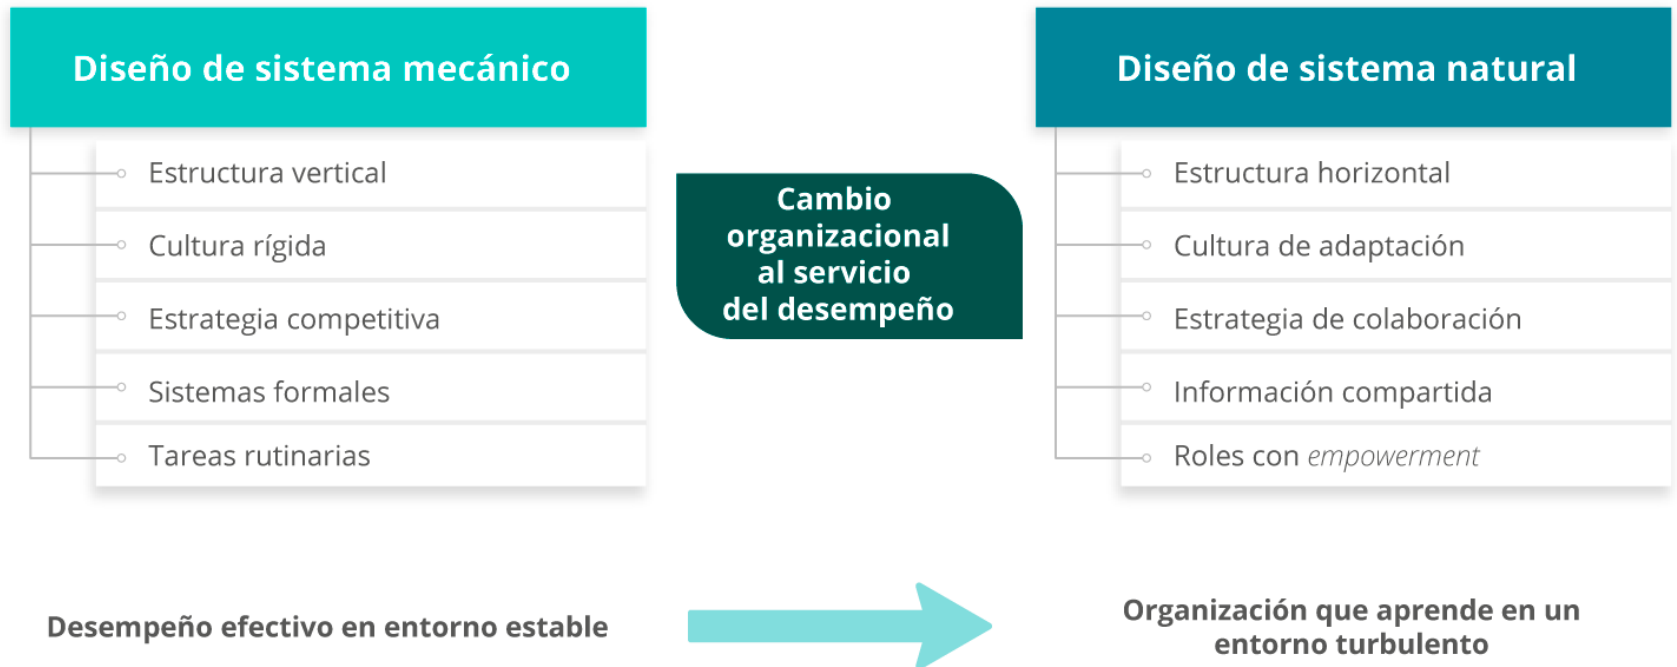 Diseño de sistema mecánico
Estructura vertical
Cultura rígida
Estrategia competitiva
Sistemas formales
Tareas rutinarias
Cambio
organizacional
al servicio
del desempeño
Diseño de sistema natural
Estructura horizontal
Cultura de adaptación
Estrategia de colaboración
Información compartida
Roles con empowerment
Desempeño efectivo en entorno estable
Organización que aprende en un
entorno turbulento